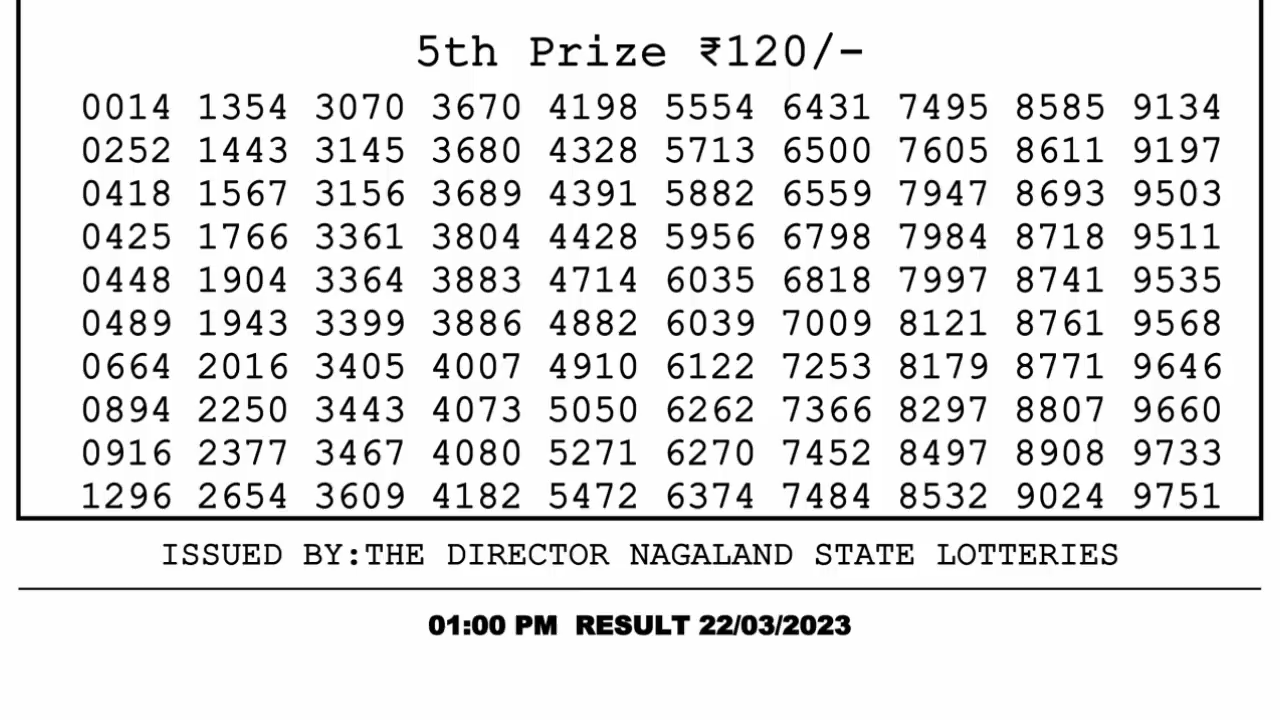 5th Prize ₹120/-
0014 1354 3070 3670 4198 5554 6431 7495 8585 9134
0252 1443 3145 3680 4328 5713 6500 7605 8611 9197
0418 1567 3156 3689 4391 5882 6559 7947 8693 9503
0425 1766 3361 3804 4428 5956 6798 7984 8718 9511
0448 1904 3364 3883 4714 6035 6818 7997 8741 9535
0489 1943 3399 3886 4882 6039 7009 8121 8761 9568
0664 2016 3405 4007 4910 6122 7253 8179 8771 9646
0894 2250 3443 4073 5050 6262 7366 8297 8807 9660
0916 2377 3467 4080 5271 6270 7452 8497 8908 9733
1296 2654 3609 4182 5472 6374 7484 8532 9024 9751
ISSUED BY:THE DIRECTOR NAGALAND STATE LOTTERIES
01:00 PM RESULT 22/03/2023